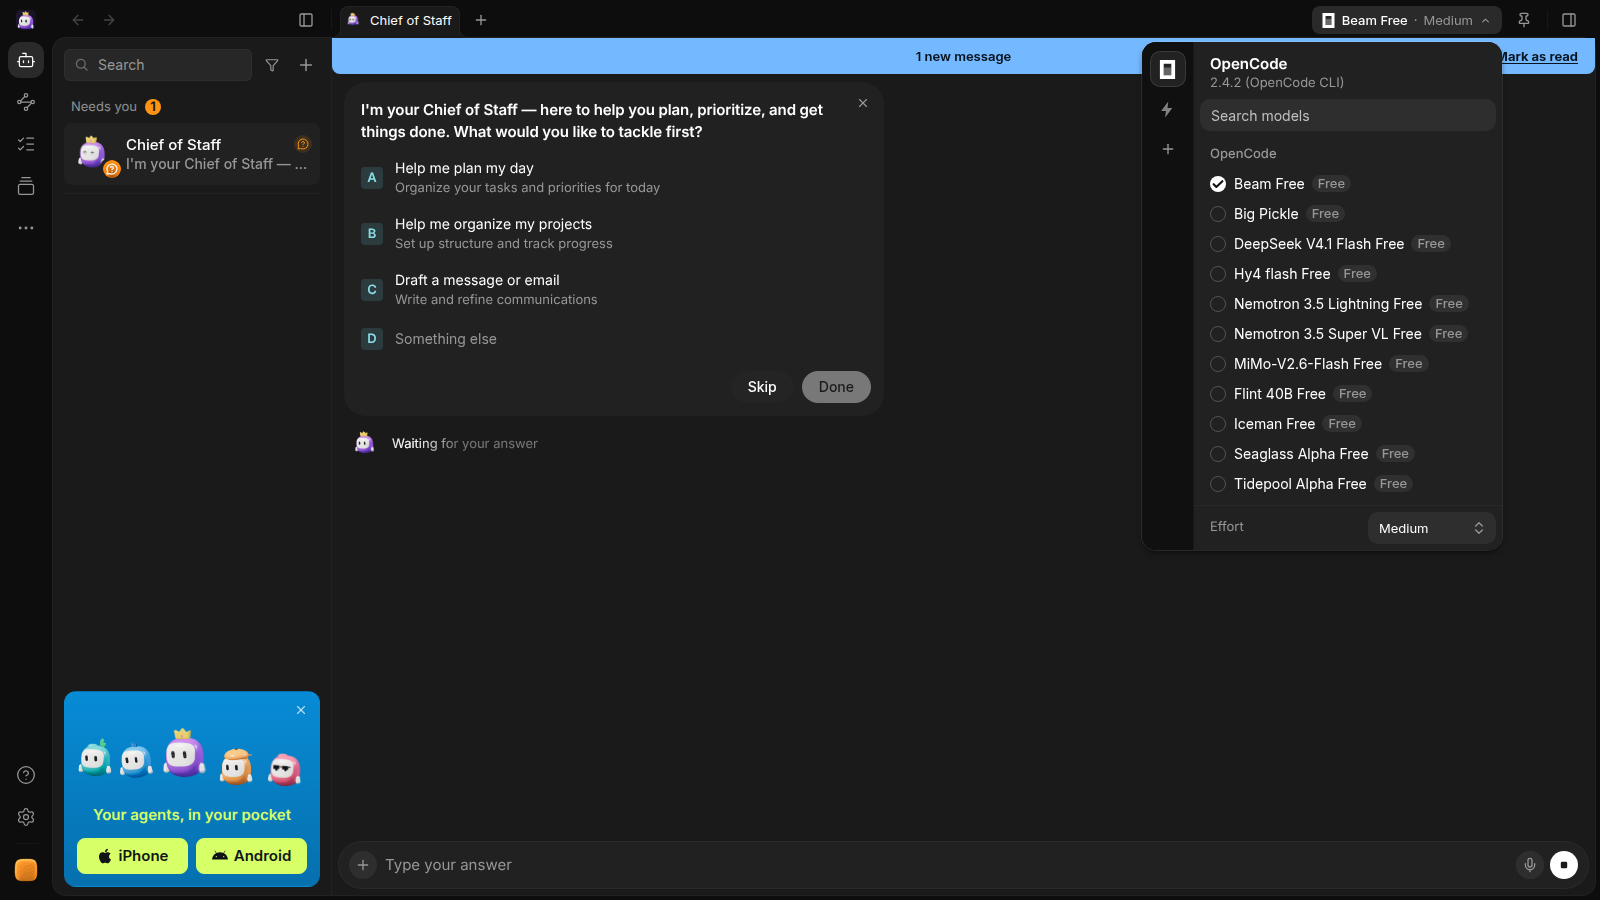 Chief of Staff
Beam Free · Medium
Search
Needs you 1
Chief of Staff
I'm your Chief of Staff — ...
Your agents, in your pocket
iPhone
Android
1 new message
Mark as read
I'm your Chief of Staff — here to help you plan, prioritize, and get
things done. What would you like to tackle first?
A Help me plan my day
Organize your tasks and priorities for today
B Help me organize my projects
Set up structure and track progress
C Draft a message or email
Write and refine communications
D Something else
Skip
Done
Waiting for your answer
Type your answer
OpenCode
2.4.2 (OpenCode CLI)
Search models
OpenCode
Beam Free Free
Big Pickle Free
DeepSeek V4.1 Flash Free Free
Hy4 flash Free Free
Nemotron 3.5 Lightning Free Free
Nemotron 3.5 Super VL Free Free
MiMo-V2.6-Flash Free Free
Flint 40B Free Free
Iceman Free Free
Seaglass Alpha Free Free
Tidepool Alpha Free Free
Effort
Medium